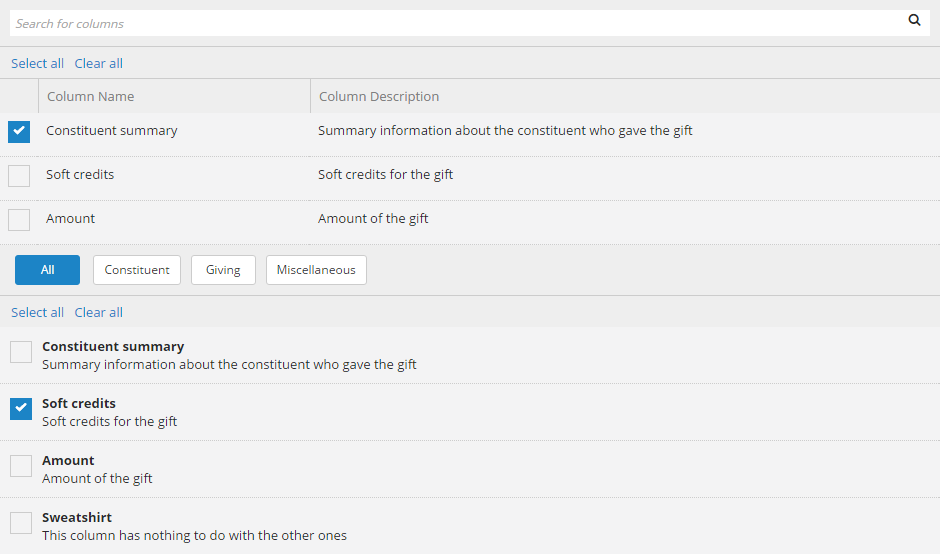 Search for columns
Select all Clear all
Column Name Column Description
Constituent summary Summary information about the constituent who gave the gift
Soft credits Soft credits for the gift
Amount Amount of the gift
All Constituent Giving Miscellaneous
Select all Clear all
Constituent summary
Summary information about the constituent who gave the gift
Soft credits
Soft credits for the gift
Amount
Amount of the gift
Sweatshirt
This column has nothing to do with the other ones